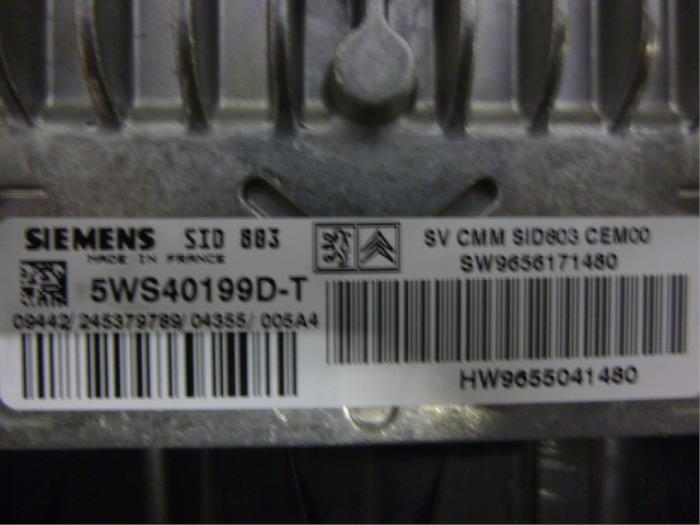 SIEMENS SID 803
MADE IN FRANCE
5WS40199D-T
09442/245379789/04355/005A4
SV CMM SID803 CEM00
SW9656171480
HW9655041480